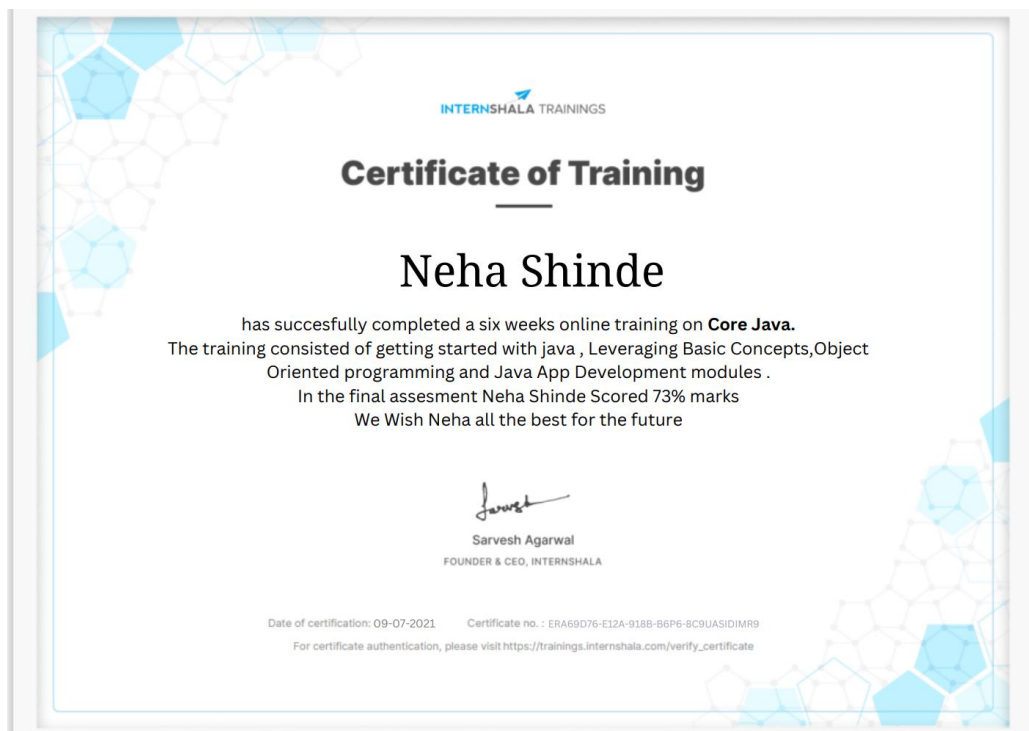 INTERNSHALA TRAININGS
Certificate of Training
Neha Shinde
has succesfully completed a six weeks online training on Core Java.
The training consisted of getting started with java , Leveraging Basic Concepts,Object
Oriented programming and Java App Development modules .
In the final assesment Neha Shinde Scored 73% marks
We Wish Neha all the best for the future
Sarvesh
Sarvesh Agarwal
FOUNDER & CEO, INTERNSHALA
Date of certification: 09-07-2021 Certificate no. : ERA69D76-E12A-918B-B6P6-8C9UASIDIMR9
For certificate authentication, please visit https://trainings.internshala.com/verify_certificate